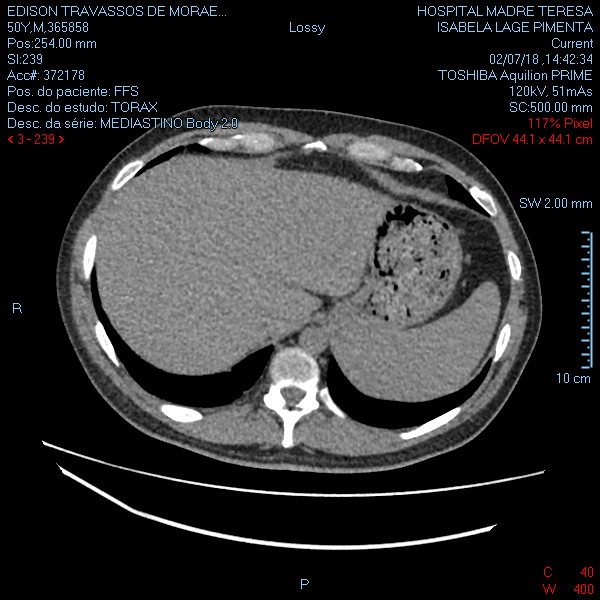 EDISON TRAVASSOS DE MORAE...
50Y,M,365858
Pos:254.00 mm
SI:239
Acc#: 372178
Pos. do paciente: FFS
Desc. do estudo: TORAX
Desc. da série: MEDIASTINO Body 2.0
< 3 - 239 >
Lossy
HOSPITAL MADRE TERESA
ISABELA LAGE PIMENTA
Current
02/07/18 ,14:42:34
TOSHIBA Aquilion PRIME
120kV, 51mAs
SC:500.00 mm
117% Pixel
DFOV 44.1 x 44.1 cm
SW 2.00 mm
R
10 cm
P
C 40
W 400